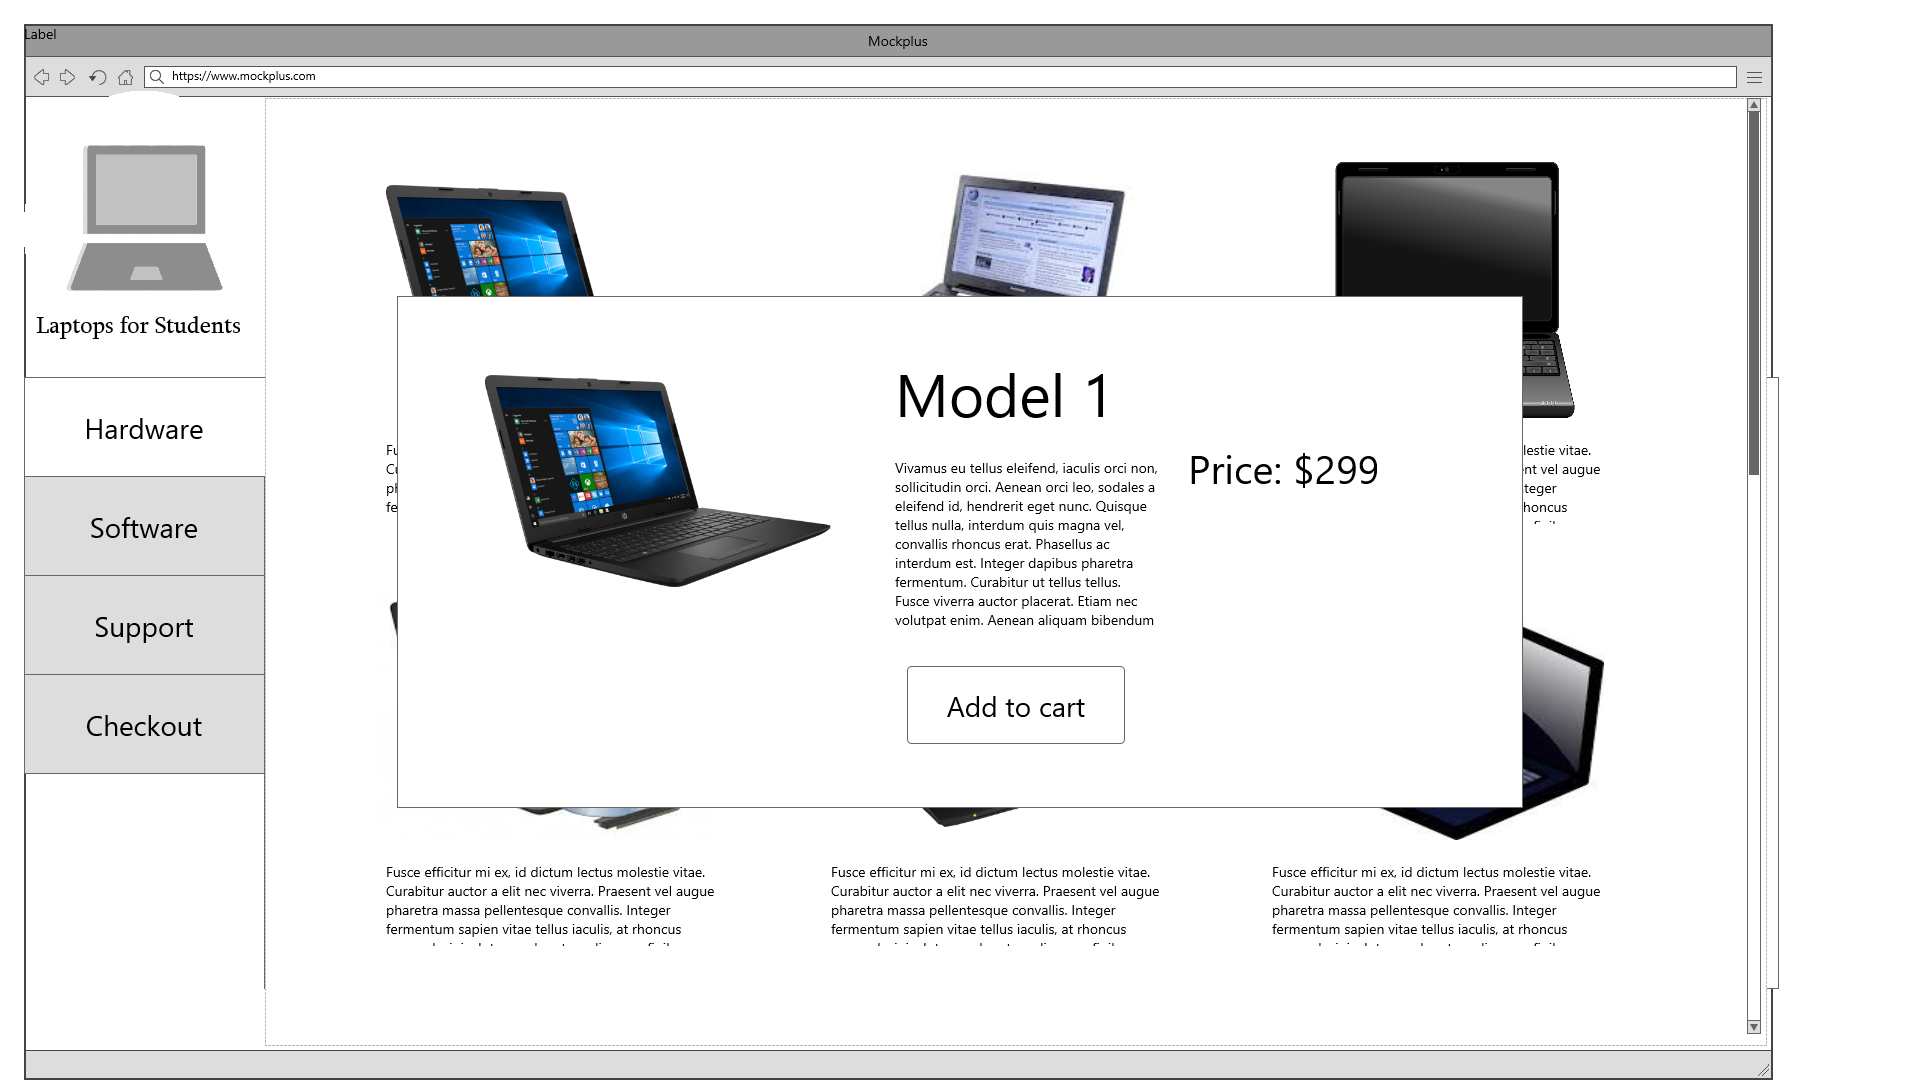 Label
Mockplus
https://www.mockplus.com
Laptops for Students
Hardware
Software
Support
Checkout
Model 1
Vivamus eu tellus eleifend, iaculis orci non,
sollicitudin orci. Aenean orci leo, sodales a
eleifend id, hendrerit eget nunc. Quisque
tellus nulla, interdum quis magna vel,
convallis rhoncus erat. Phasellus ac
interdum est. Integer dapibus pharetra
fermentum. Curabitur ut tellus tellus.
Fusce viverra auctor placerat. Etiam nec
volutpat enim. Aenean aliquam bibendum
Price: $299
Add to cart
vitae.
vel augue
rhoncus
Fusce efficitur mi ex, id dictum lectus molestie vitae.
Curabitur auctor a elit nec viverra. Praesent vel augue
pharetra massa pellentesque convallis. Integer
fermentum sapien vitae tellus iaculis, at rhoncus
Fusce efficitur mi ex, id dictum lectus molestie vitae.
Curabitur auctor a elit nec viverra. Praesent vel augue
pharetra massa pellentesque convallis. Integer
fermentum sapien vitae tellus iaculis, at rhoncus
Fusce efficitur mi ex, id dictum lectus molestie vitae.
Curabitur auctor a elit nec viverra. Praesent vel augue
pharetra massa pellentesque convallis. Integer
fermentum sapien vitae tellus iaculis, at rhoncus